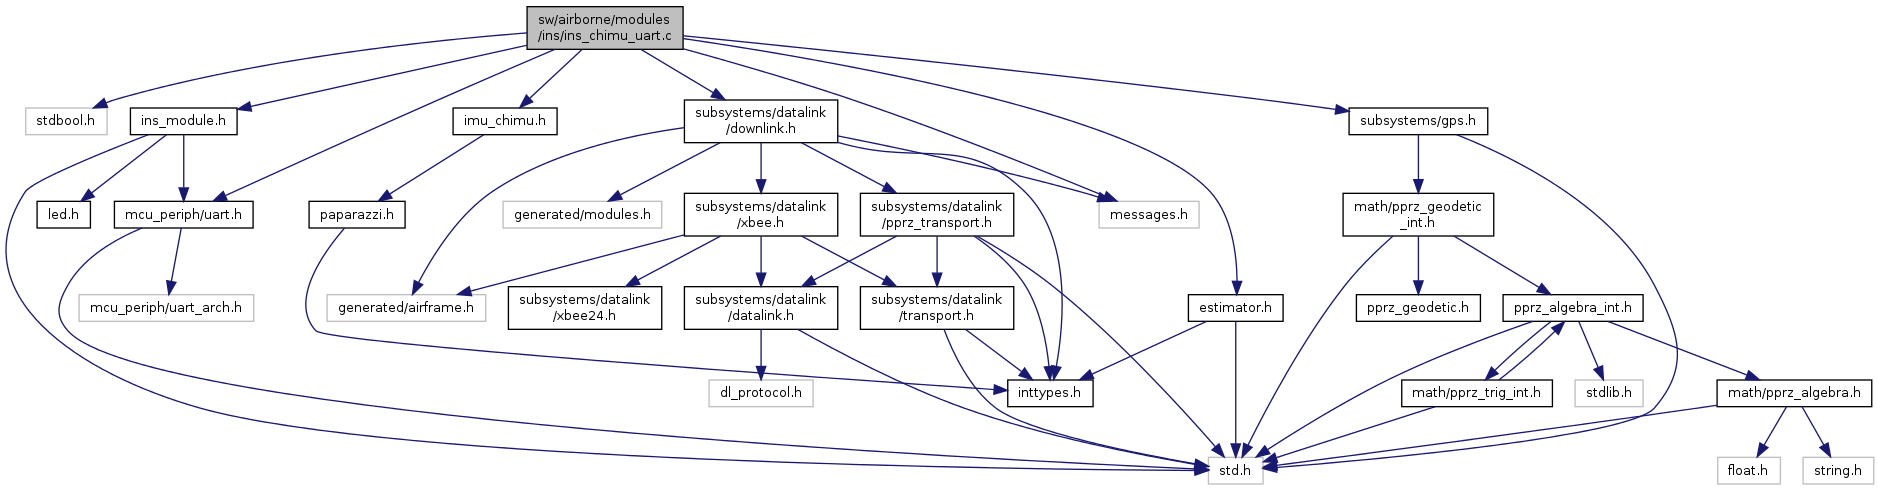 sw/airborne/modules
/ins/ins_chimu_uart.c
stdbool.h
ins_module.h
imu_chimu.h
subsystems/datalink
/downlink.h
subsystems/gps.h
led.h
mcu_periph/uart.h
paparazzi.h
generated/modules.h
subsystems/datalink
/xbee.h
subsystems/datalink
/pprz_transport.h
messages.h
math/pprz_geodetic
_int.h
mcu_periph/uart_arch.h
generated/airframe.h
subsystems/datalink
/xbee24.h
subsystems/datalink
/datalink.h
subsystems/datalink
/transport.h
estimator.h
pprz_geodetic.h
pprz_algebra_int.h
dl_protocol.h
inttypes.h
math/pprz_trig_int.h
stdlib.h
math/pprz_algebra.h
std.h
float.h
string.h